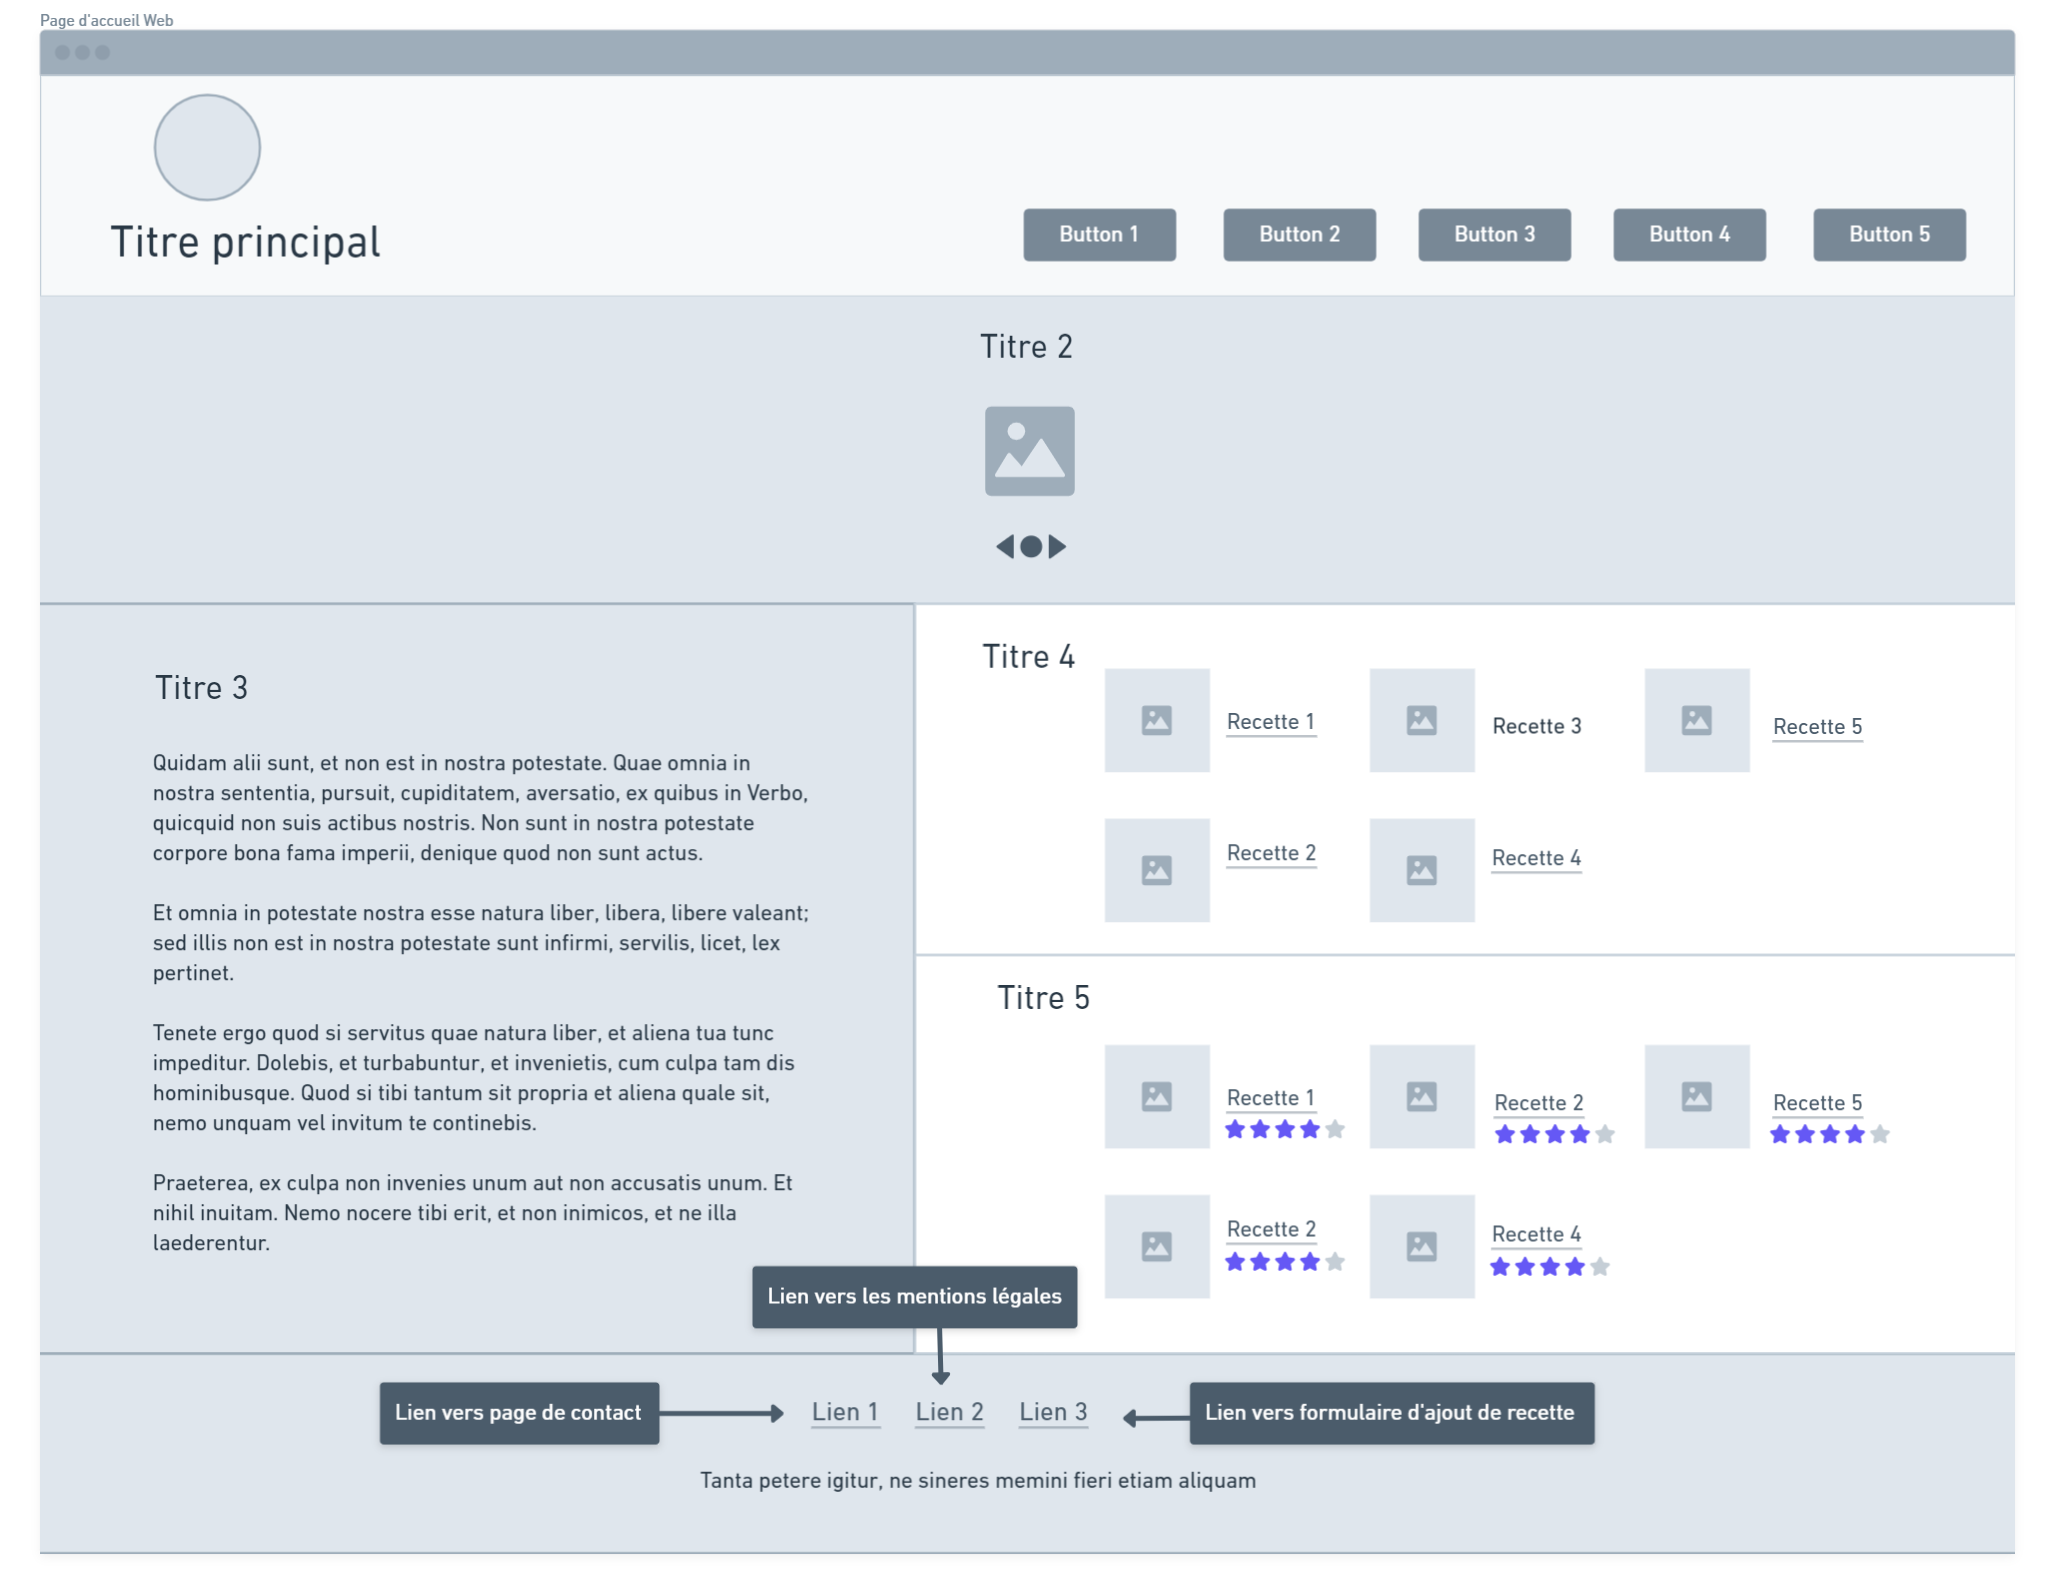 Page d'accueil Web
Titre principal
Button 1
Button 2
Button 3
Button 4
Button 5
Titre 2
Titre 3
Quidam alii sunt, et non est in nostra potestate. Quae omnia in
nostra sententia, pursuit, cupiditatem, aversatio, ex quibus in Verbo,
quicquid non suis actibus nostris. Non sunt in nostra potestate
corpore bona fama imperii, denique quod non sunt actus.
Et omnia in potestate nostra esse natura liber, libera, libere valeant;
sed illis non est in nostra potestate sunt infirmi, servilis, licet, lex
pertinet.
Tenete ergo quod si servitus quae natura liber, et aliena tua tunc
impeditur. Dolebis, et turbabuntur, et invenietis, cum culpa tam dis
hominibusque. Quod si tibi tantum sit propria et aliena quale sit,
nemo unquam vel invitum te continebis.
Praeterea, ex culpa non invenies unum aut non accusatis unum. Et
nihil inuitam. Nemo nocere tibi erit, et non inimicos, et ne illa
laederentur.
Titre 4
Recette 1
Recette 3
Recette 5
Recette 2
Recette 4
Titre 5
Recette 1
Recette 2
Recette 5
Recette 2
Recette 4
Lien vers les mentions légales
Lien vers page de contact
Lien 1
Lien 2
Lien 3
Lien vers formulaire d'ajout de recette
Tanta petere igitur, ne sineres memini fieri etiam aliquam